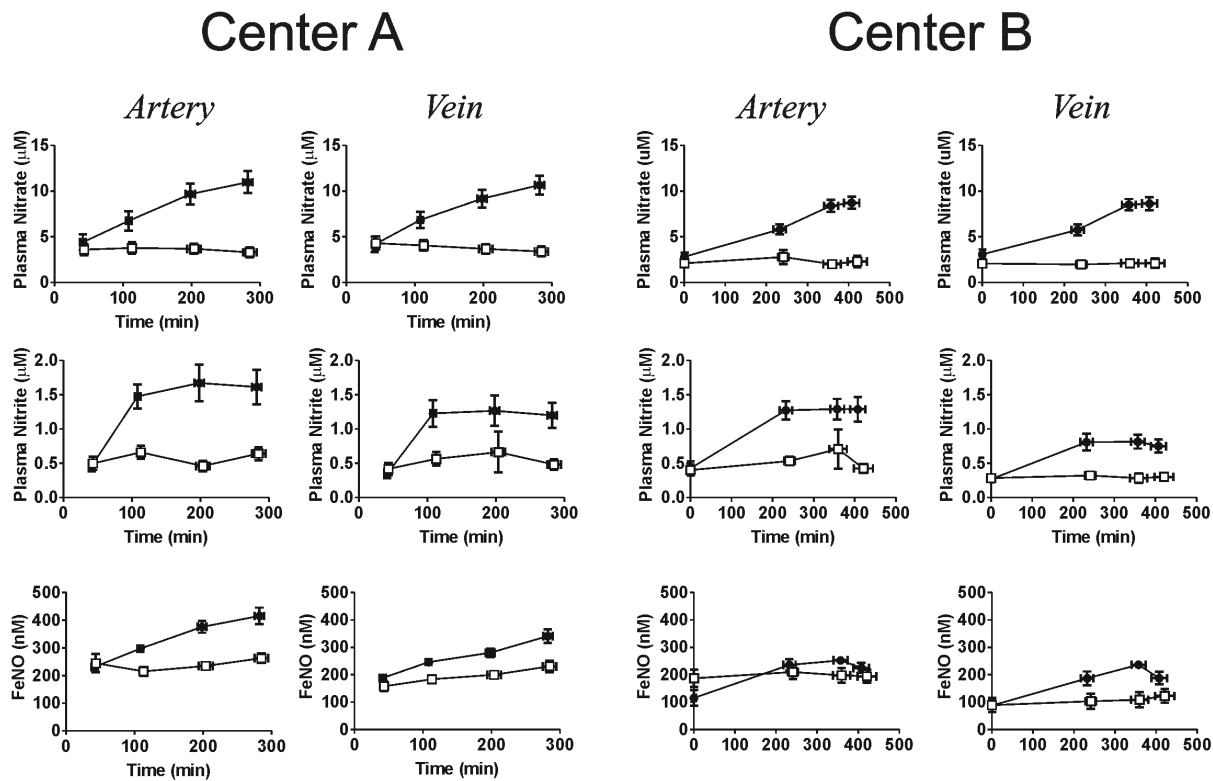 Center A
Center B
Artery
Vein
Artery
Vein
Plasma Nitrate (μM)
15
10
5
0
0 100 200 300
Time (min)
Plasma Nitrate (μM)
15
10
5
0
0 100 200 300
Time (min)
Plasma Nitrate (uM)
15
10
5
0
0 100 200 300 400 500
Time (min)
Plasma Nitrate (uM)
15
10
5
0
0 100 200 300 400 500
Time (min)
Plasma Nitrite (μM)
2.0
1.5
1.0
0.5
0.0
0 100 200 300
Time (min)
Plasma Nitrite (μM)
2.0
1.5
1.0
0.5
0.0
0 100 200 300
Time (min)
Plasma Nitrite (μM)
2.0
1.5
1.0
0.5
0.0
0 100 200 300 400 500
Time (min)
Plasma Nitrite (μM)
2.0
1.5
1.0
0.5
0.0
0 100 200 300 400 500
Time (min)
FeNO (nM)
500
400
300
200
100
0
0 100 200 300
Time (min)
FeNO (nM)
500
400
300
200
100
0
0 100 200 300
Time (min)
FeNO (nM)
500
400
300
200
100
0
0 100 200 300 400 500
Time (min)
FeNO (nM)
500
400
300
200
100
0
0 100 200 300 400 500
Time (min)